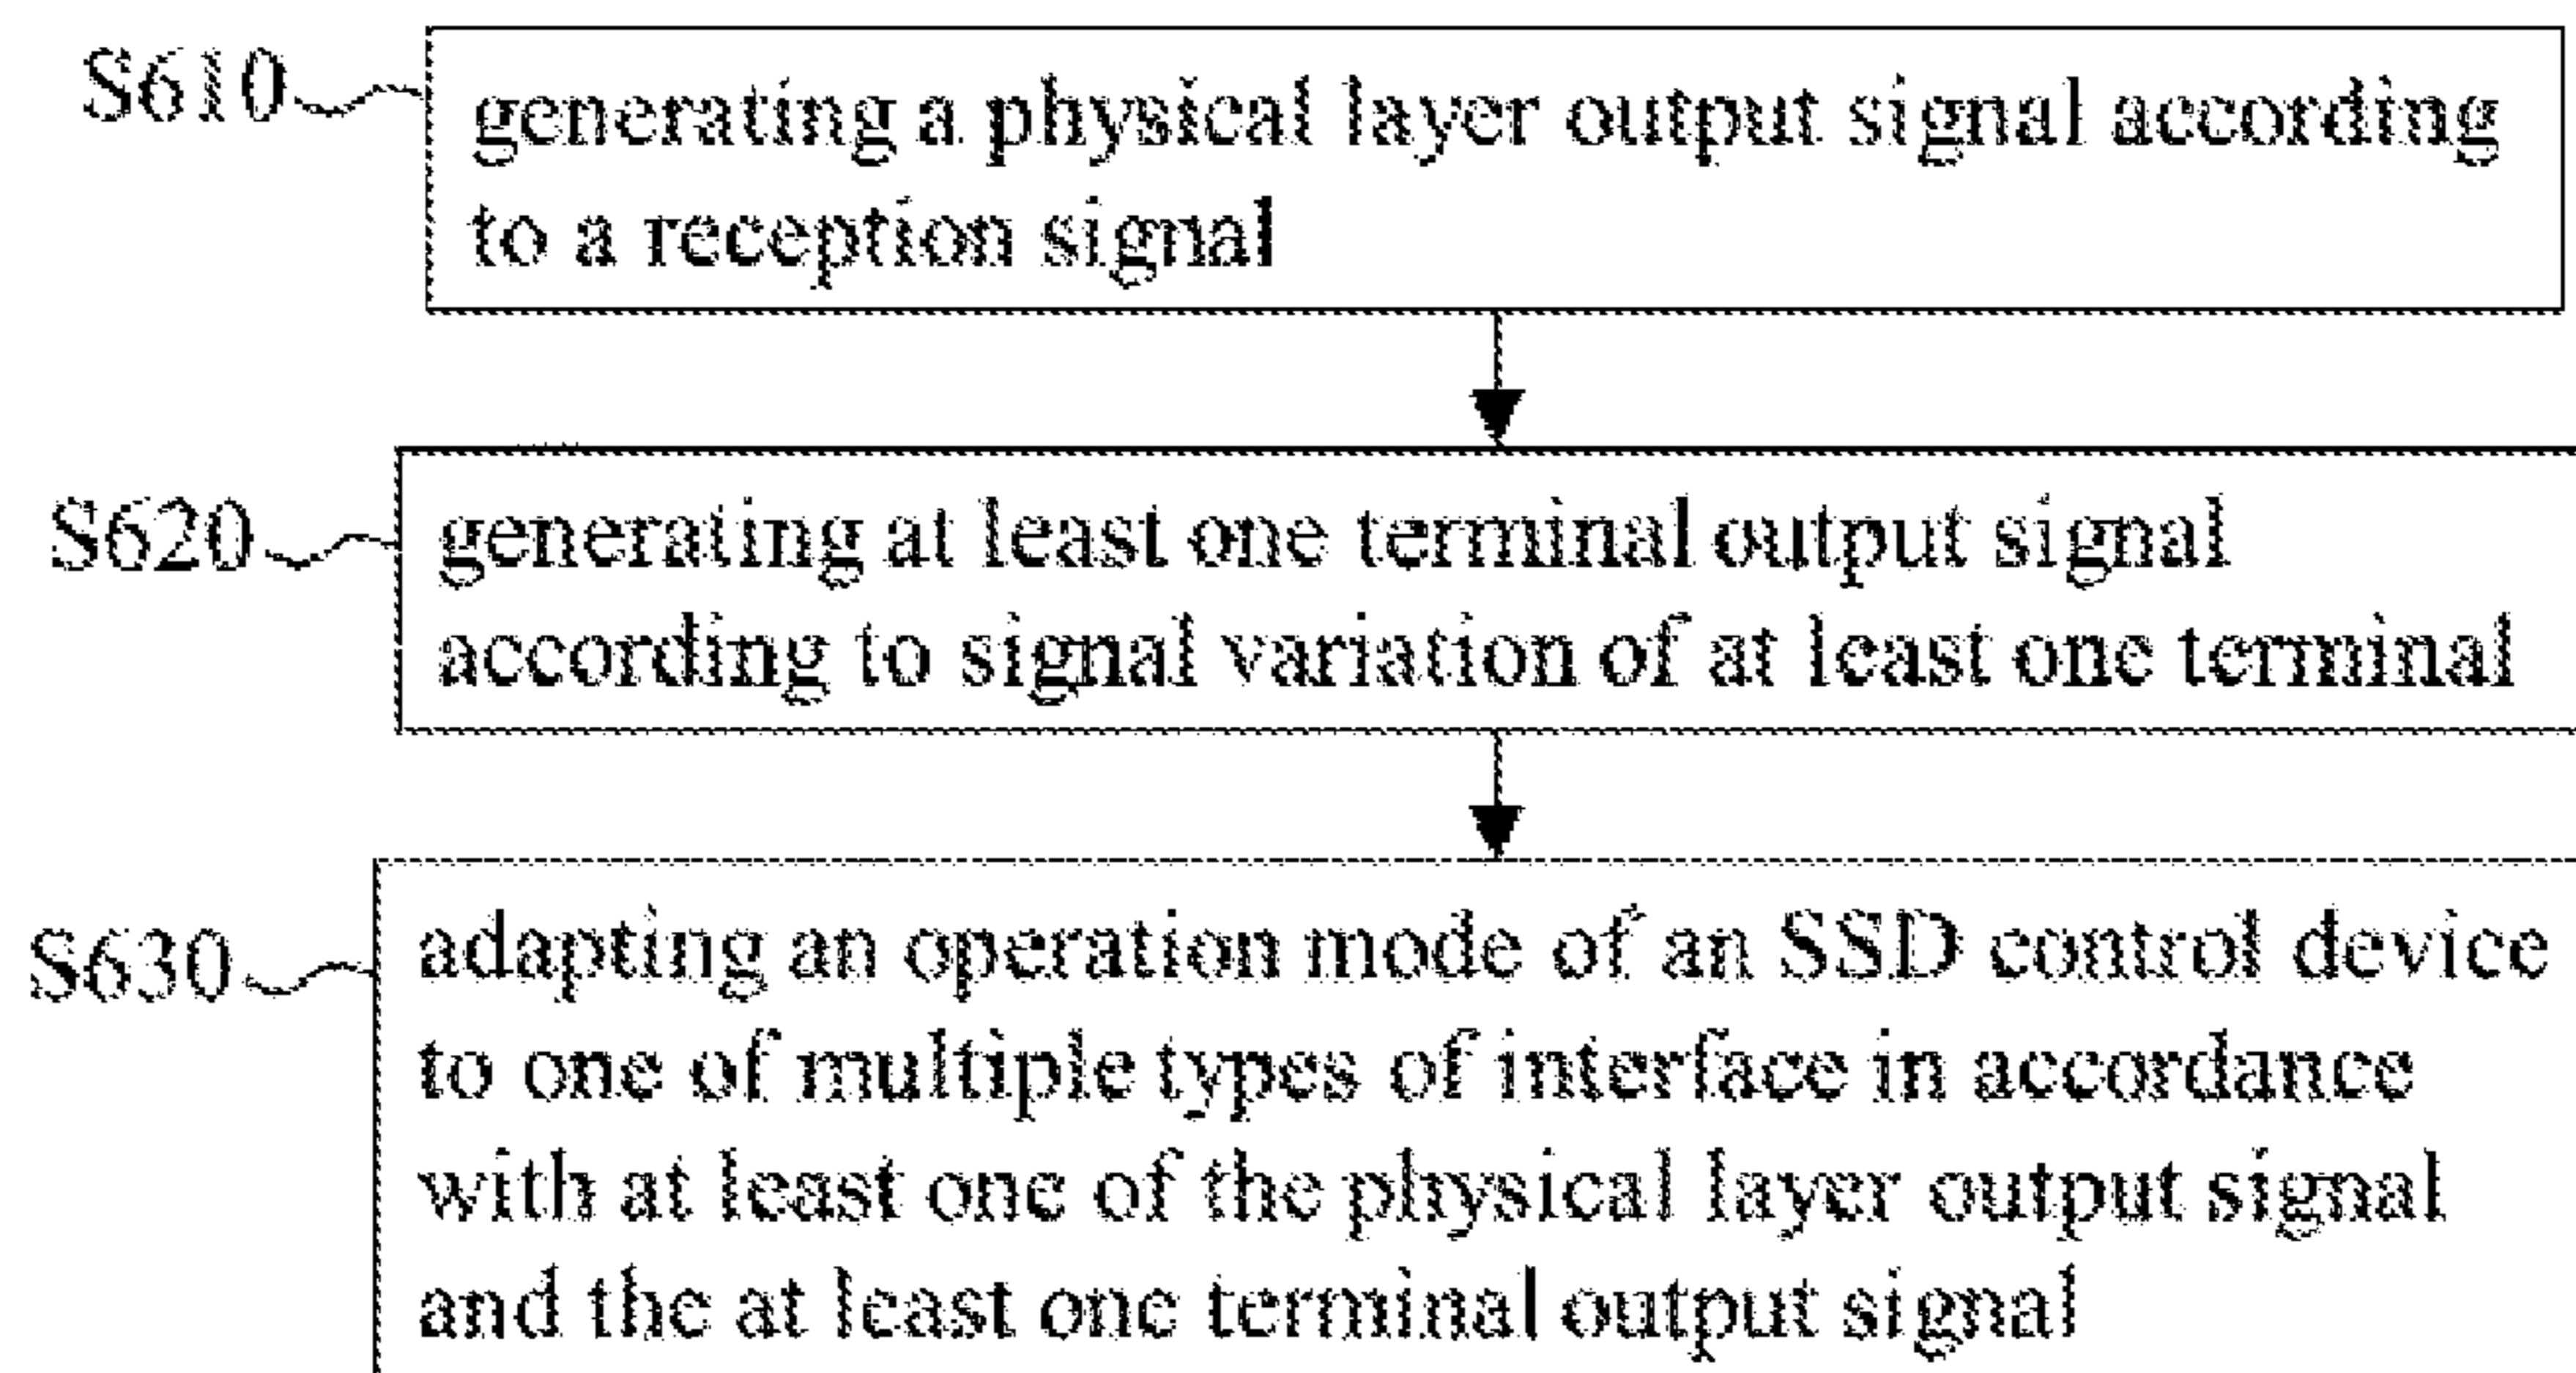 S610
generating a physical layer output signal according
to a reception signal
S620
generating at least one terminal output signal
according to signal variation of at least one terminal
S630
adapting an operation mode of an SSD control device
to one of multiple types of interface in accordance
with at least one of the physical layer output signal
and the at least one terminal output signal